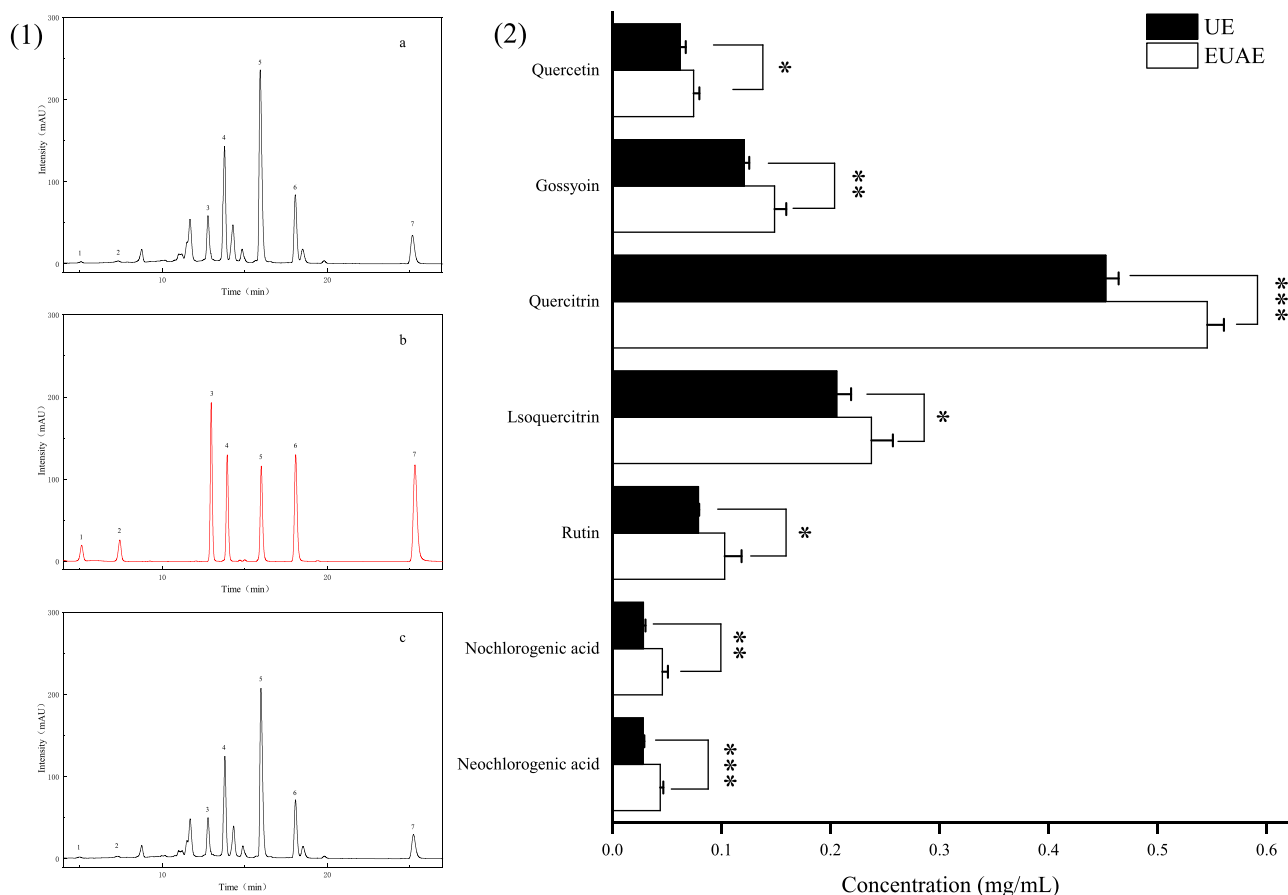 (1)
300
200
100
0
Intensity (mAU)
a
1
2
3
4
5
6
7
10
20
Time (min)
300
200
100
0
Intensity (mAU)
b
1
2
3
4
5
6
7
10
20
Time (min)
300
200
100
0
Intensity (mAU)
c
1
2
3
4
5
6
7
10
20
Time (min)
(2)
UE
EUAE
Quercetin
*
Gossyoin
**
Quercitrin
***
Lsoquercitrin
*
Rutin
*
Nochlorogenic acid
**
Neochlorogenic acid
***
0.0 0.1 0.2 0.3 0.4 0.5 0.6
Concentration (mg/mL)